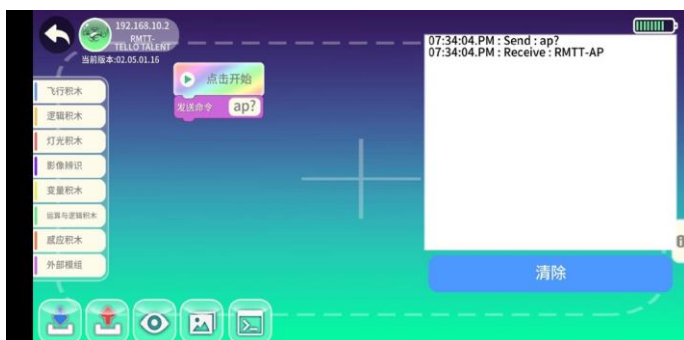 192.168.10.2
RMTT-
TELLO TALENT
当前版本:02.05.01.16
飞行积木
逻辑积木
灯光积木
影像辨识
变量积木
运算与逻辑积木
感应积木
外部模组
点击开始
发送命令 ap?
07:34:04.PM : Send : ap?
07:34:04.PM : Receive : RMTT-AP
清除